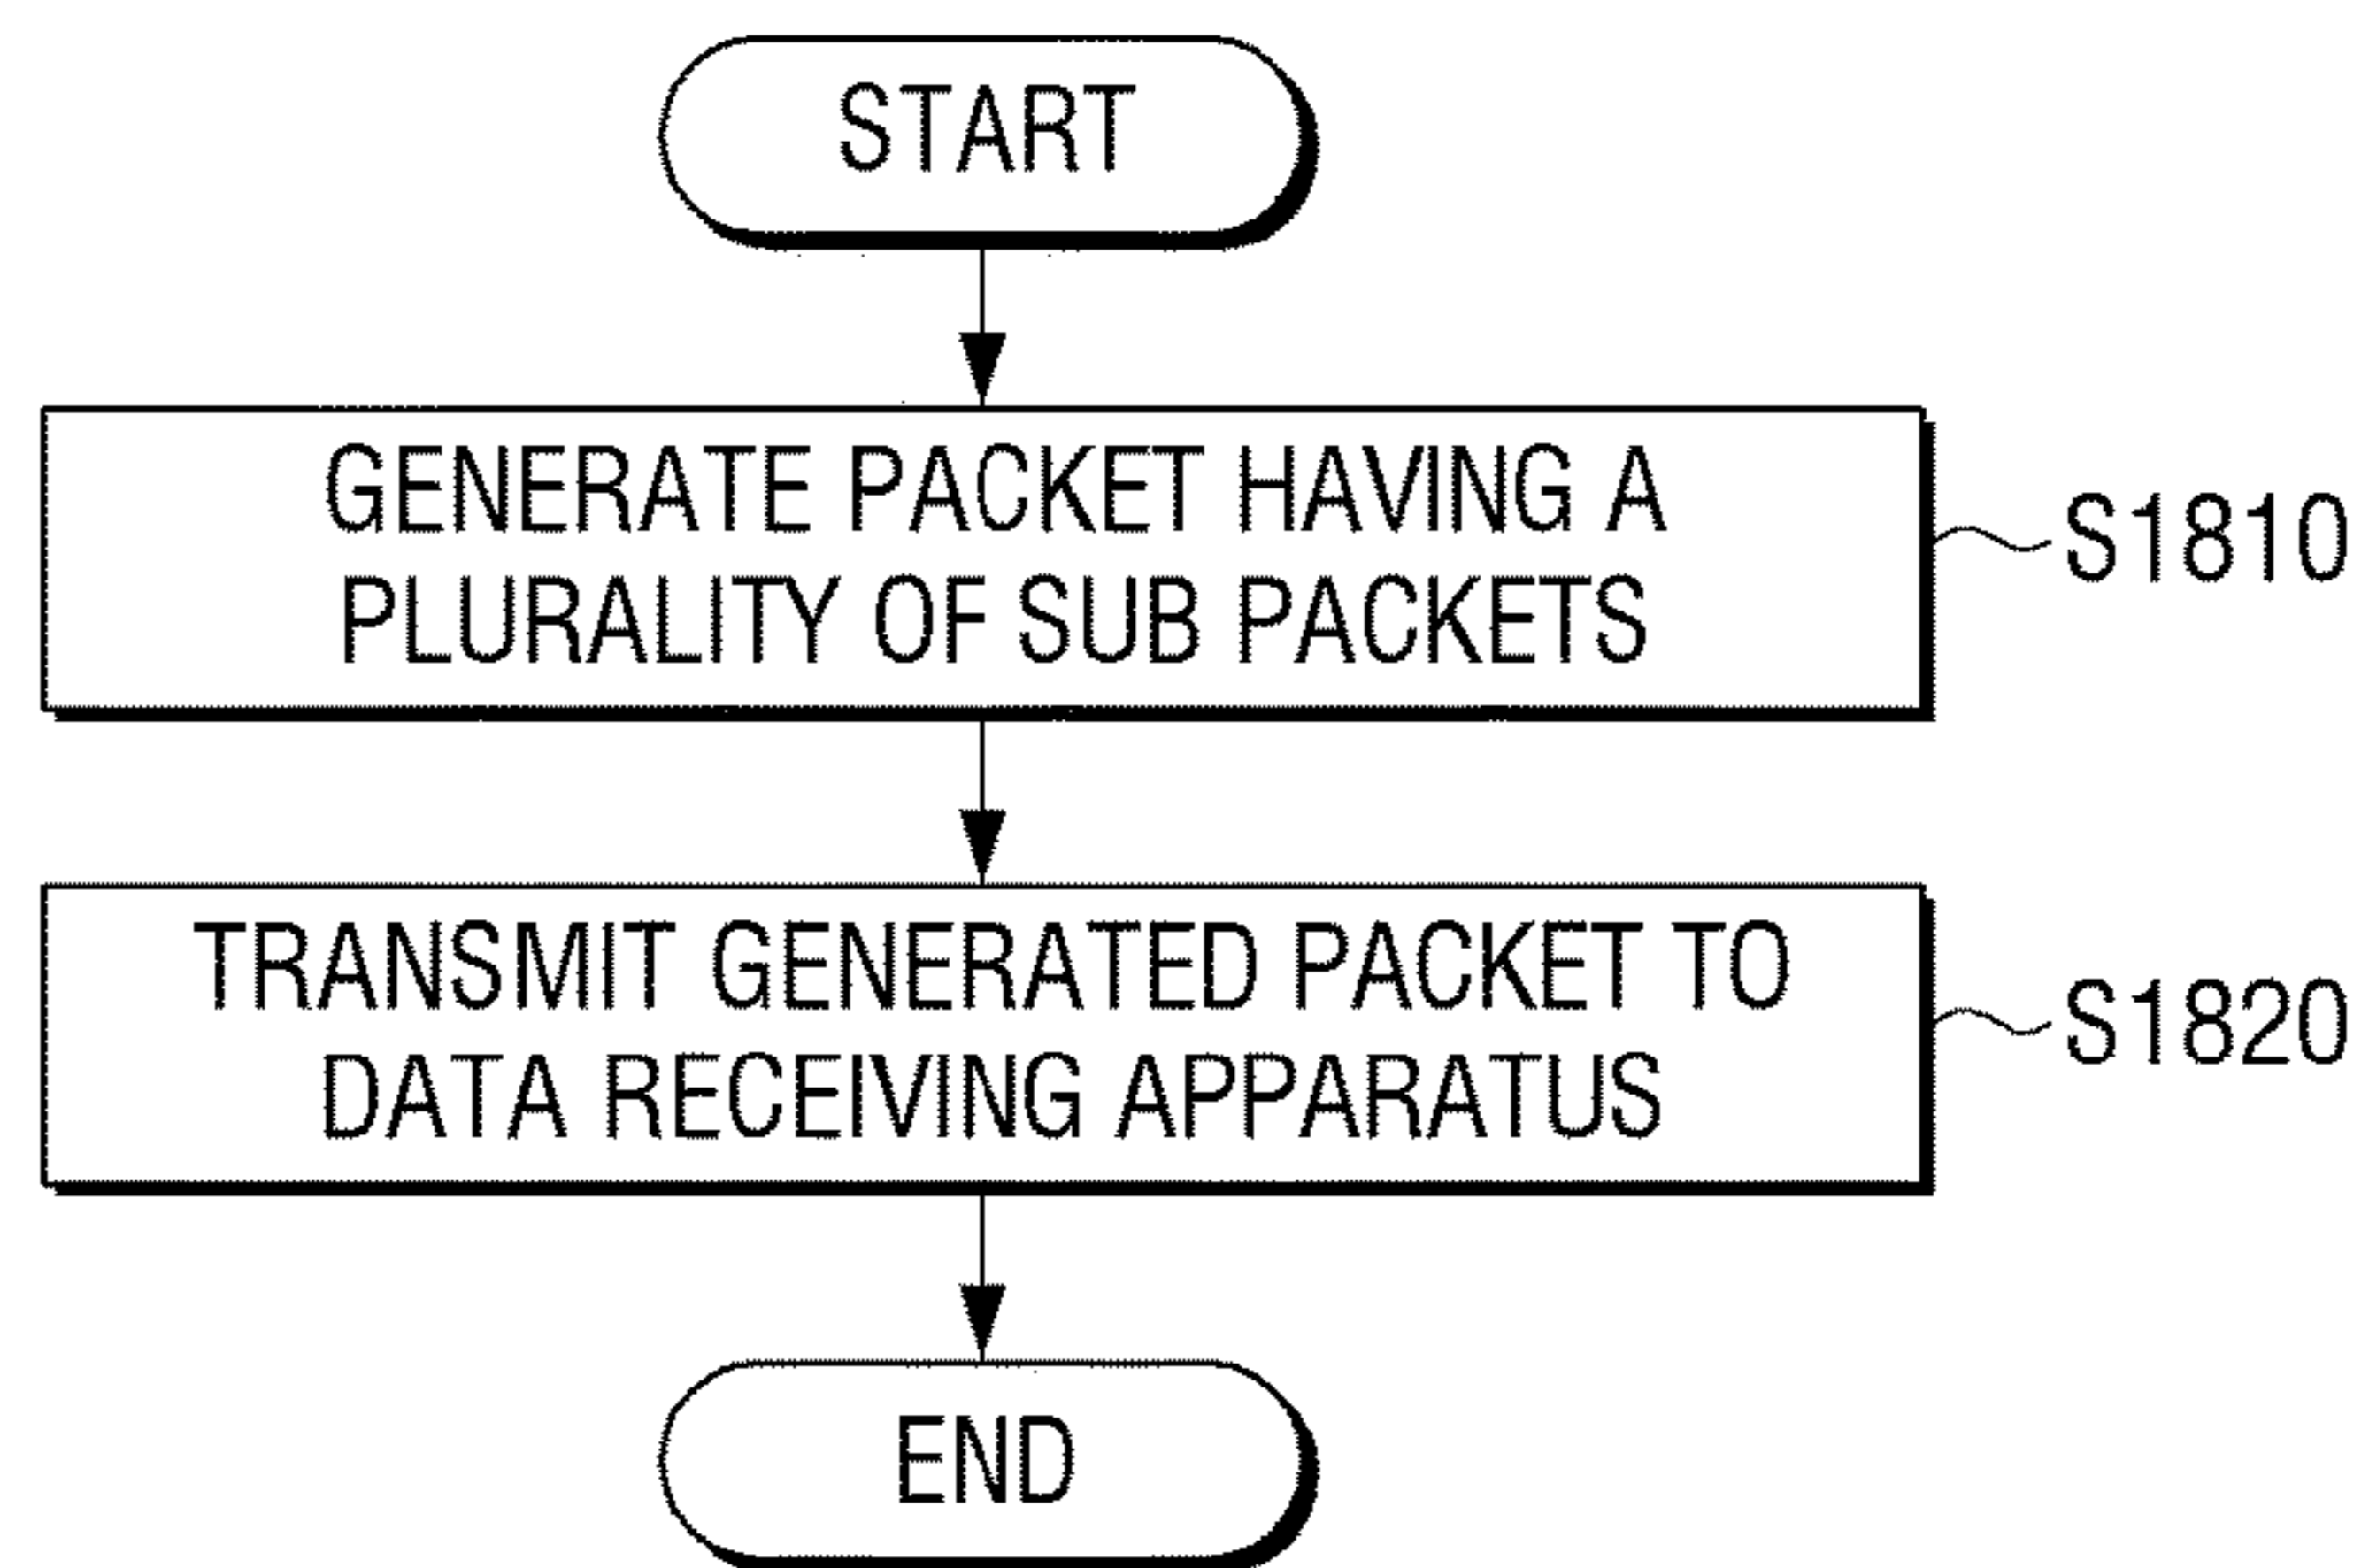 START
GENERATE PACKET HAVING A
PLURALITY OF SUB PACKETS
S1810
TRANSMIT GENERATED PACKET TO
DATA RECEIVING APPARATUS
S1820
END